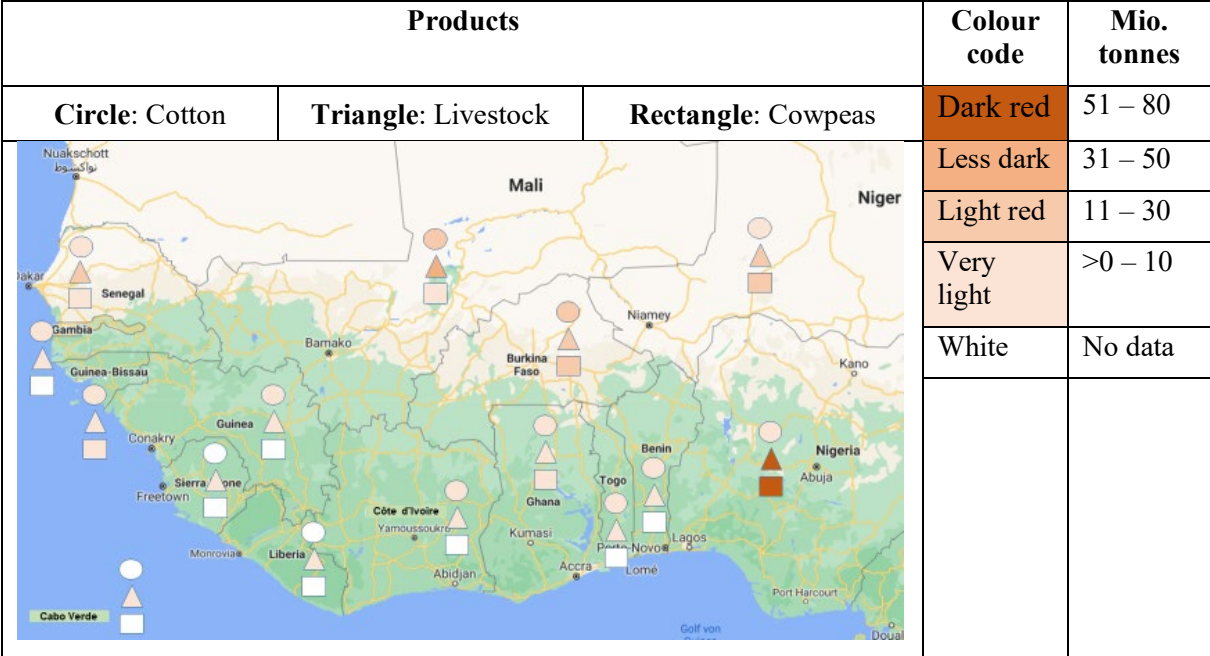 Products
Colour code
Mio. tonnes
Circle: Cotton
Triangle: Livestock
Rectangle: Cowpeas
Dark red
51 – 80
Less dark
31 – 50
Light red
11 – 30
Very light
>0 – 10
White
No data
Nuakschott
نواكشوط
Mali
Niger
Senegal
Gambia
Niamey
Bamako
Burkina
Faso
Kano
Guinea-Bissau
Guinea
Conakry
Benin
Nigeria
Abuja
Togo
Freetown
Ghana
Côte d'Ivoire
Yamoussoukro
Kumasi
Lagos
Monrovia
Liberia
Accra
Lomé
Abidjan
Port Harcourt
Cabo Verde
Golf von